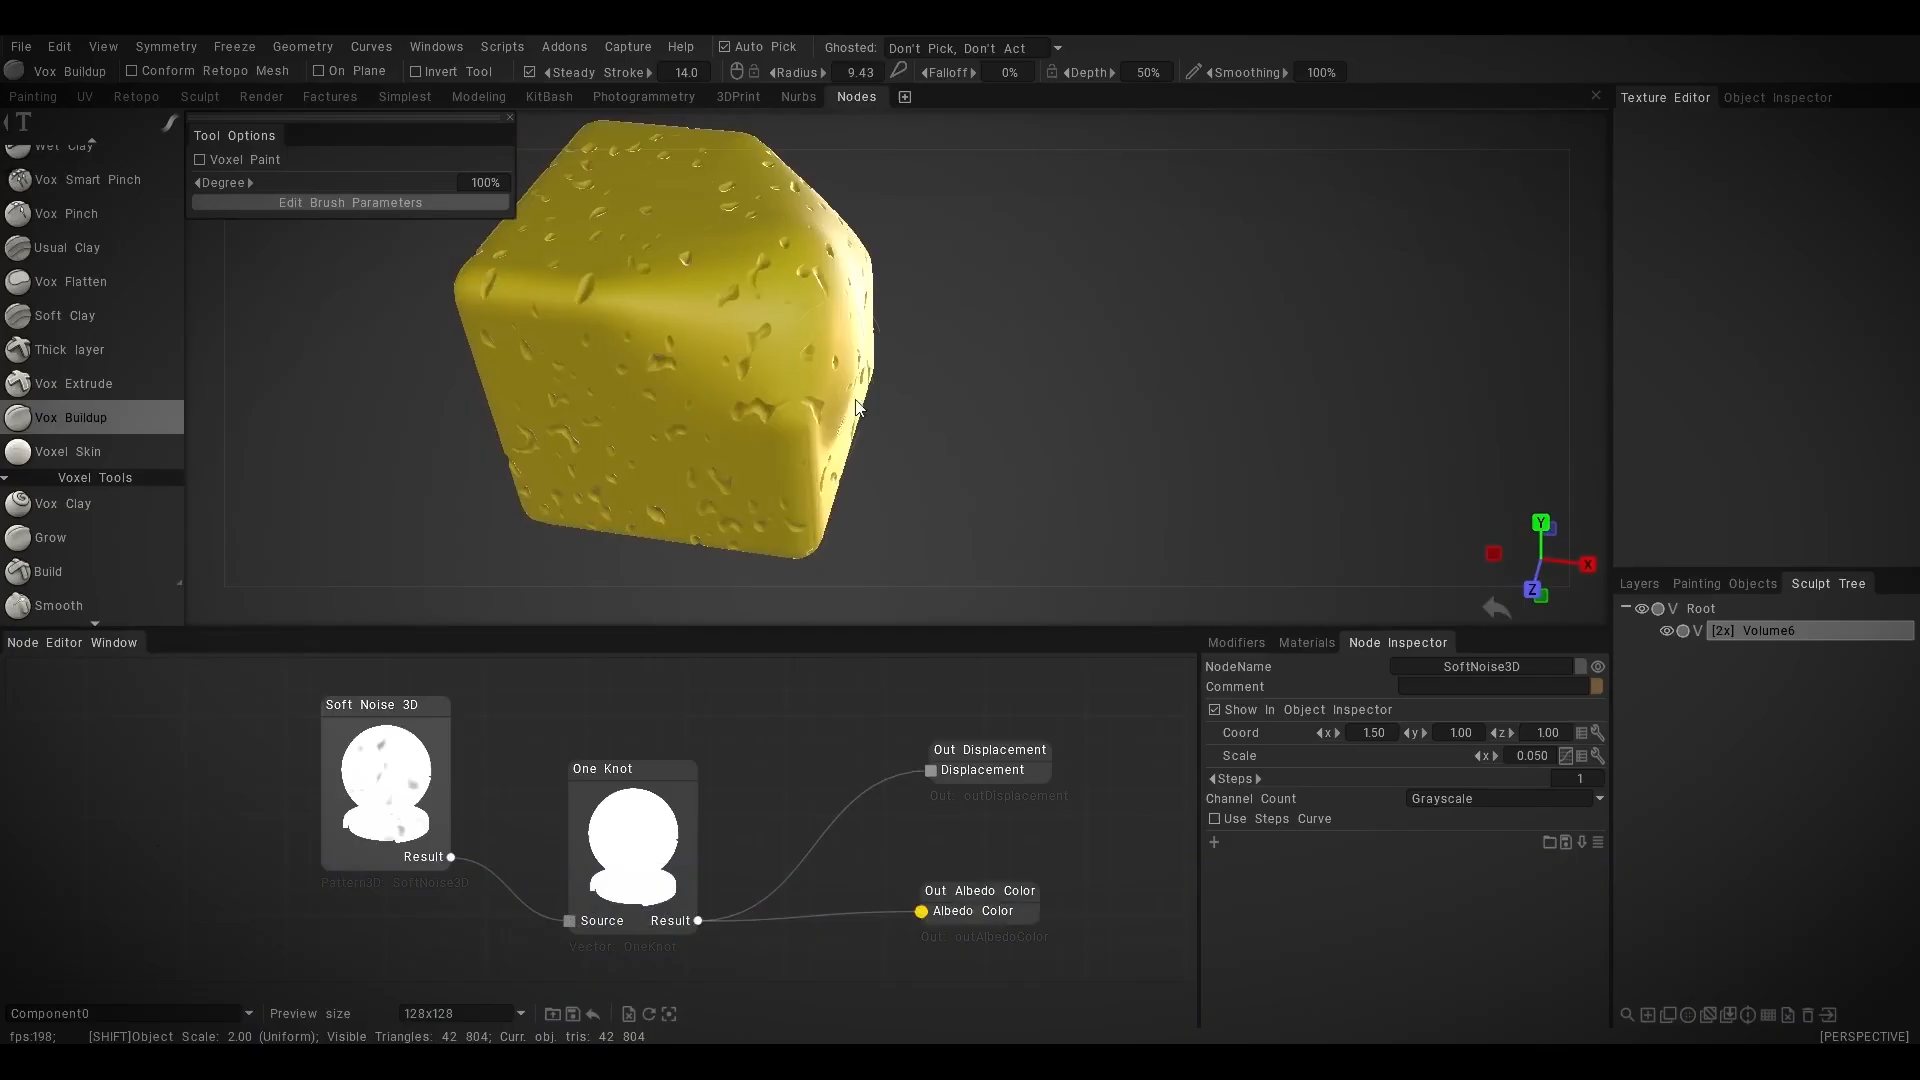 File Edit View Symmetry Freeze Geometry Curves Windows Scripts Addons Capture Help Auto Pick Ghosted: Don't Pick, Don't Act
Vox Buildup Conform Retopo Mesh On Plane Invert Tool Steady Stroke 14.0 Radius 9.43 Falloff 0% Depth 50% Smoothing 100%
Painting UV Retopo Sculpt Render Factures Simplest Modeling KitBash Photogrammetry 3DPrint Nurbs Nodes
Texture Editor Object Inspector
T
Tool Options
Voxel Paint
Degree 100%
Edit Brush Parameters
Wet Clay
Vox Smart Pinch
Vox Pinch
Usual Clay
Vox Flatten
Soft Clay
Thick layer
Vox Extrude
Vox Buildup
Voxel Skin
Voxel Tools
Vox Clay
Grow
Build
Smooth
Y
X
Z
Layers Painting Objects Sculpt Tree
V Root
V [2x] Volume6
Node Editor Window
Soft Noise 3D
Result
Pattern3D: SoftNoise3D
One Knot
Source Result
Vector: OneKnot
Out Displacement
Displacement
Out: outDisplacement
Out Albedo Color
Albedo Color
Out: outAlbedoColor
Modifiers Materials Node Inspector
NodeName SoftNoise3D
Comment
Show In Object Inspector
Coord x 1.50 y 1.00 z 1.00
Scale x 0.050
Steps 1
Channel Count Grayscale
Use Steps Curve
Component0 Preview size 128x128
fps:198; [SHIFT]Object Scale: 2.00 (Uniform); Visible Triangles: 42 804; Curr. obj. tris: 42 804
[PERSPECTIVE]